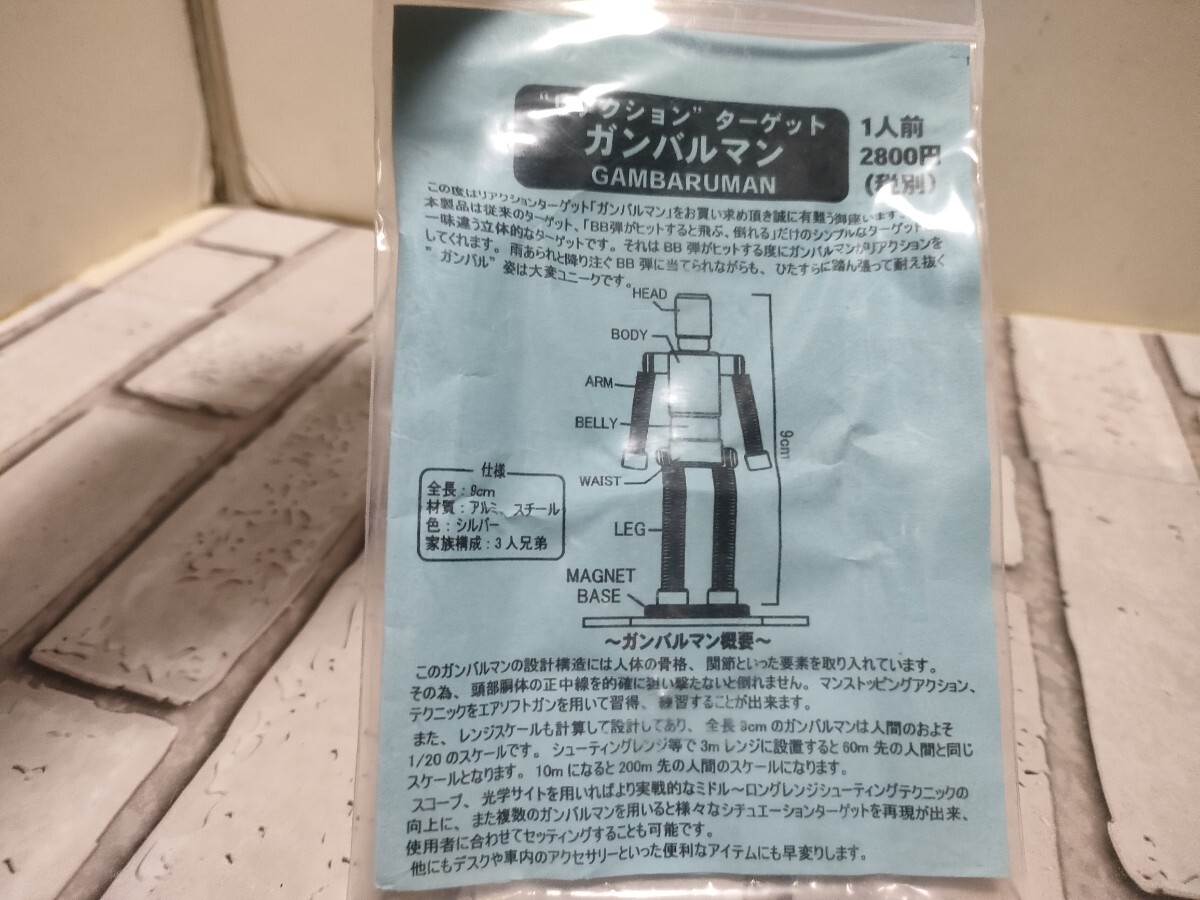 "リアクション" ターゲット
ガンバルマン
GAMBARUMAN
1人前
2800円
(税別)
この度はリアクションターゲット「ガンバルマン」をお買い求め頂き誠に有難う御座います。
本製品は従来のターゲット、「BB弾がヒットすると飛ぶ、倒れる」だけのシンプルなターゲット
一味違う立体的なターゲットです。それは BB 弾がヒットする度にガンバルマンがリアクションを
してくれます。雨あられと降り注ぐ BB 弾に当てられながらも、ひたすらに踏ん張って耐え抜く
"ガンバル" 姿は大変ユニークです。
HEAD
BODY
ARM
BELLY
WAIST
LEG
MAGNET
BASE
9cm
仕様
全長:9cm
材質:アルミ、スチール
色:シルバー
家族構成:3人兄弟
～ガンバルマン概要～
このガンバルマンの設計構造には人体の骨格、関節といった要素を取り入れています。
その為、頭部胴体の正中線を的確に狙い撃たないと倒れません。マンストッピングアクション、
テクニックをエアソフトガンを用いて習得、練習することが出来ます。
また、レンジスケールも計算して設計してあり、全長 9cm のガンバルマンは人間のおよそ
1/20 のスケールです。シューティングレンジ等で 3m レンジに設置すると 60m 先の人間と同じ
スケールとなります。10m になると 200m 先の人間のスケールになります。
スコープ、光学サイトを用いればより実戦的なミドル～ロングレンジシューティングテクニックの
向上に、また複数のガンバルマンを用いると様々なシチュエーションターゲットを再現が出来、
使用者に合わせてセッティングすることも可能です。
他にもデスクや車内のアクセサリーといった便利なアイテムにも早変りします。